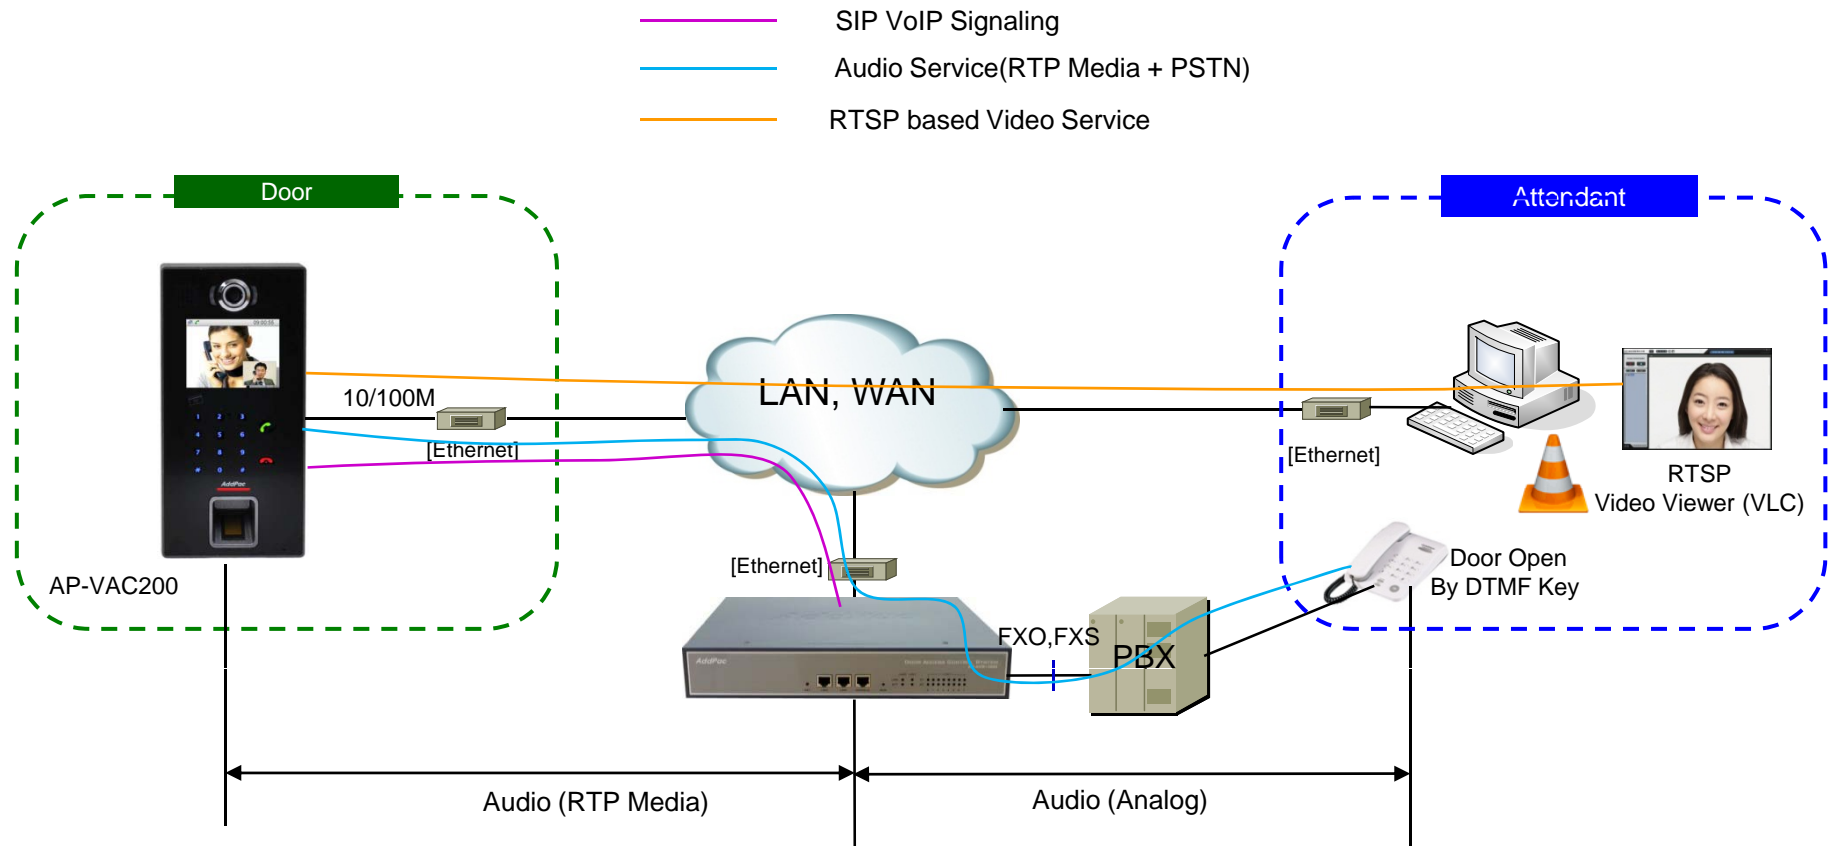 SIP VoIP Signaling
Audio Service(RTP Media + PSTN)
RTSP based Video Service
Door
Attendant
LAN, WAN
10/100M
[Ethernet]
[Ethernet]
AddPac
RTSP
Video Viewer (VLC)
AP-VAC200
[Ethernet]
Door Open
By DTMF Key
FXO,FXS
PBX
AddPac
Audio (RTP Media)
Audio (Analog)